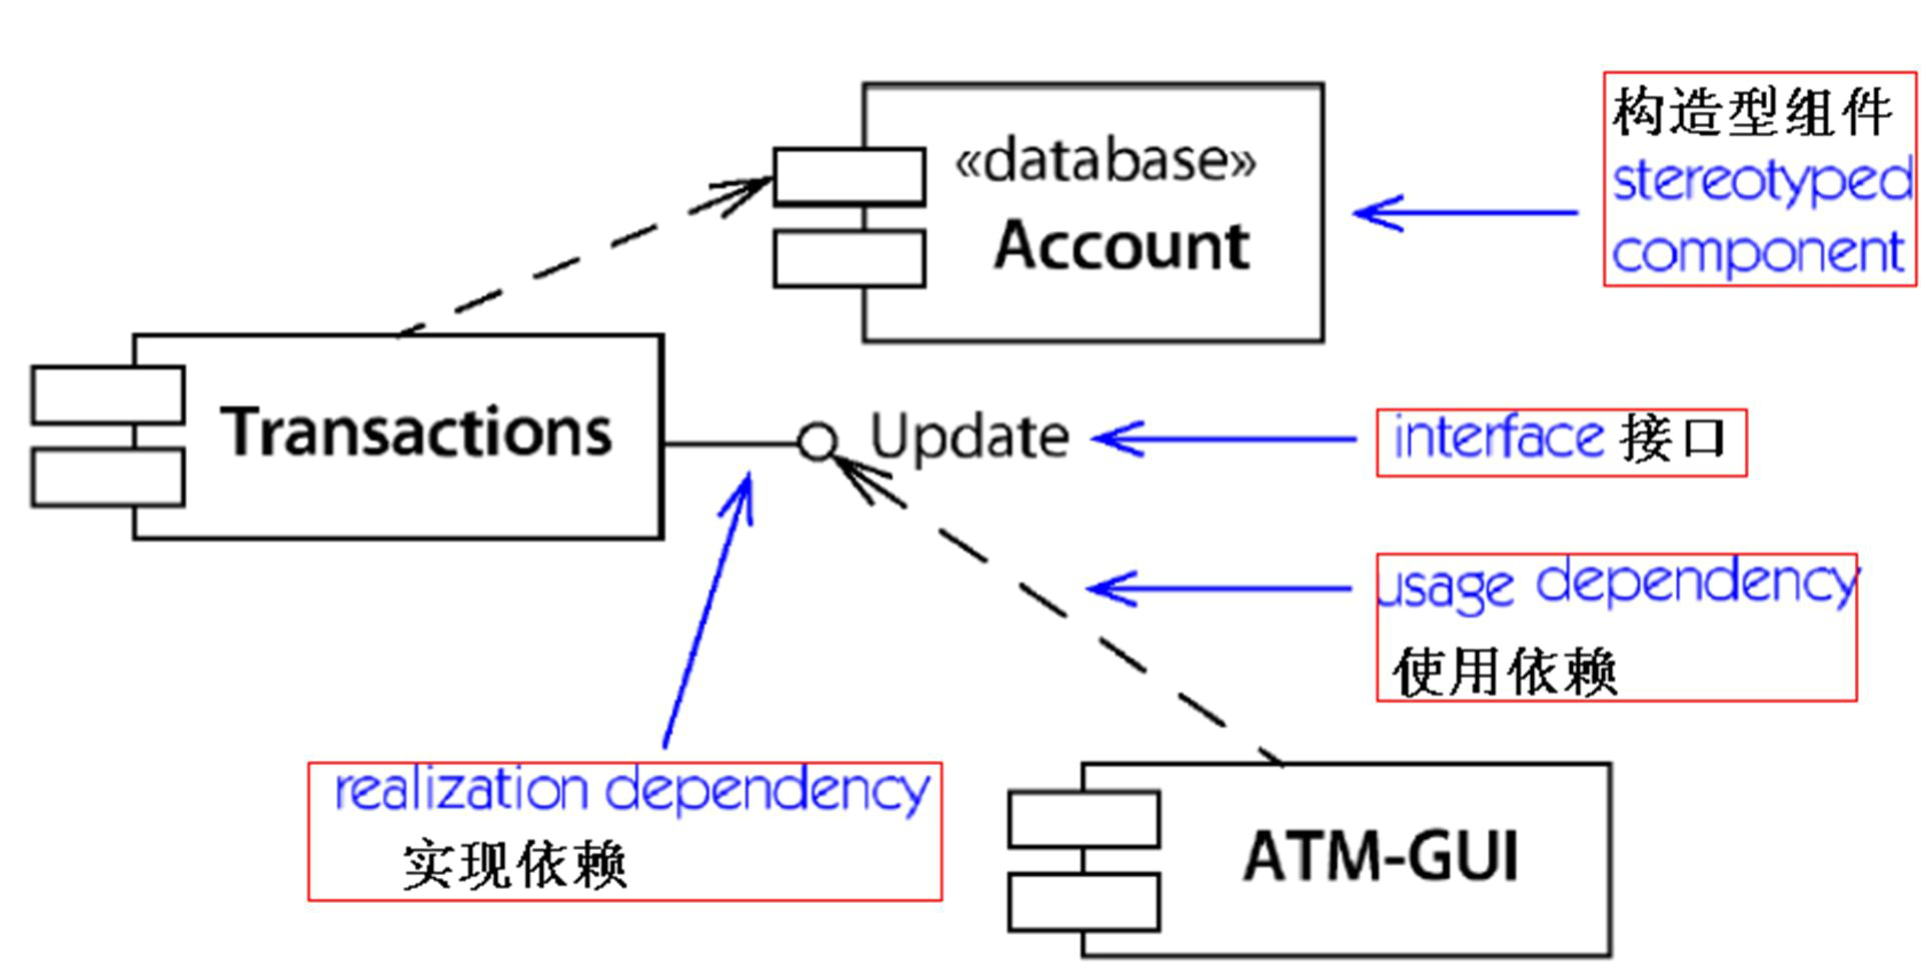 构造型组件
stereotyped
component
«database»
Account
Transactions
Update
interface 接口
usage dependency
使用依赖
realization dependency
实现依赖
ATM-GUI